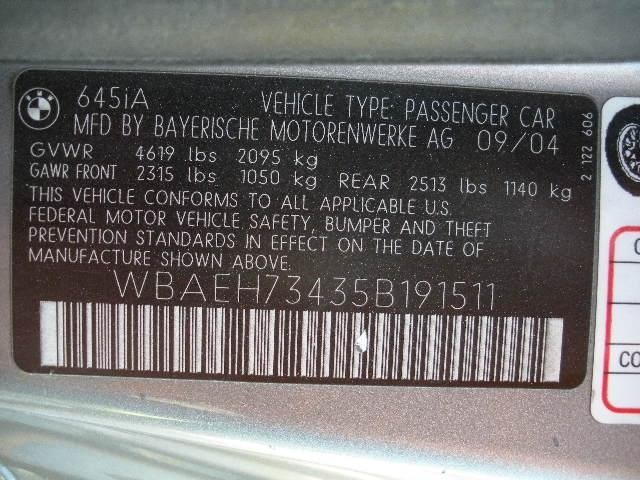 645iA VEHICLE TYPE: PASSENGER CAR
MFD BY BAYERISCHE MOTORENWERKE AG 09/04
GVWR 4619 lbs 2095 kg
GAWR FRONT 2315 lbs 1050 kg REAR 2513 lbs 1140 kg
THIS VEHICLE CONFORMS TO ALL APPLICABLE U.S.
FEDERAL MOTOR VEHICLE SAFETY, BUMPER AND THEFT
PREVENTION STANDARDS IN EFFECT ON THE DATE OF
MANUFACTURE SHOWN ABOVE.
WBAEH73435B191511
2 122 606
BMW